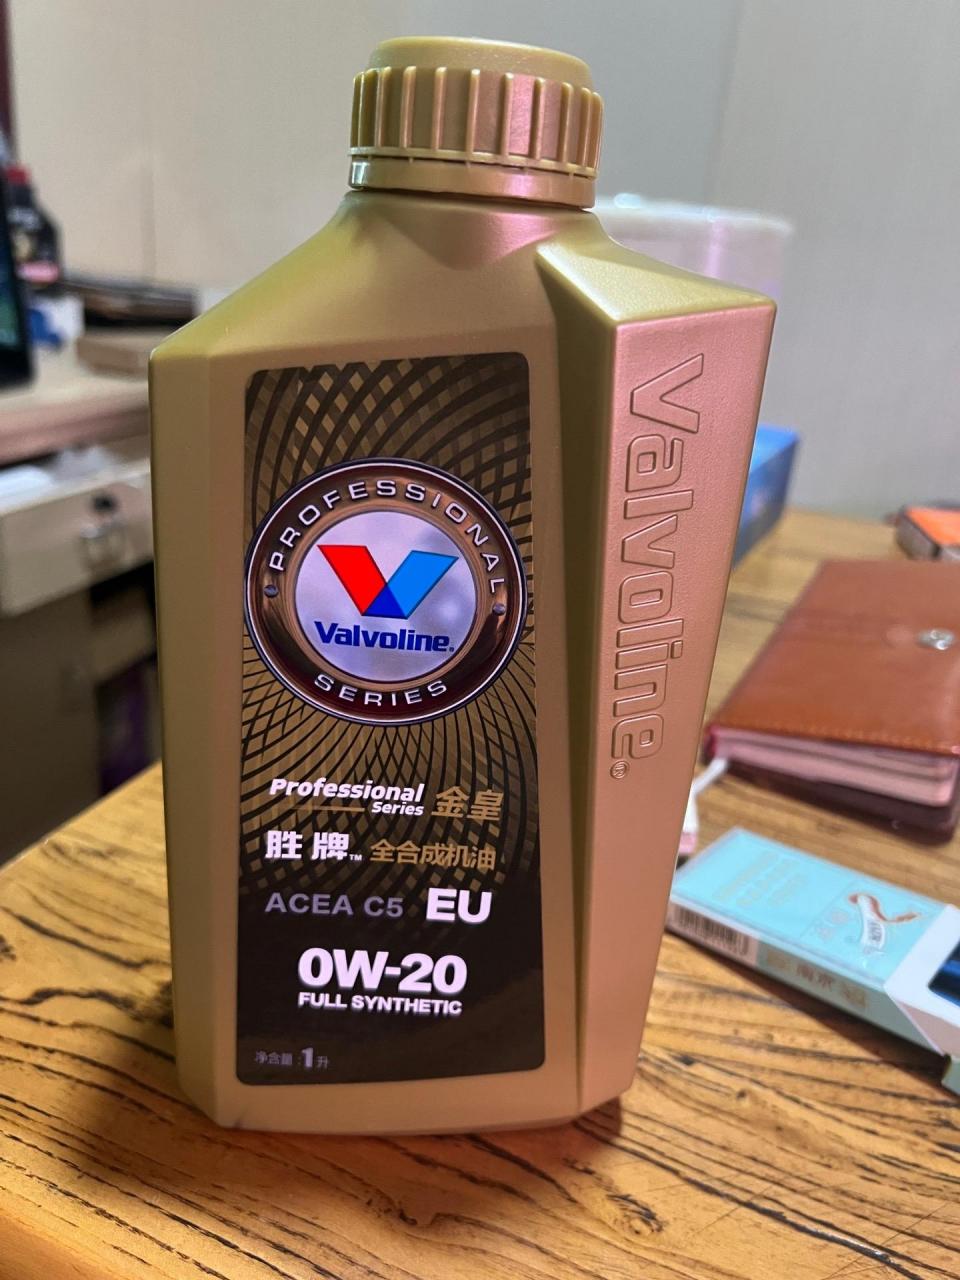 PROFESSIONAL
Valvoline
SERIES
Professional
Series
金皇
胜牌™ 全合成机油
ACEA C5 EU
0W-20
FULL SYNTHETIC
净含量:1升
Valvoline®